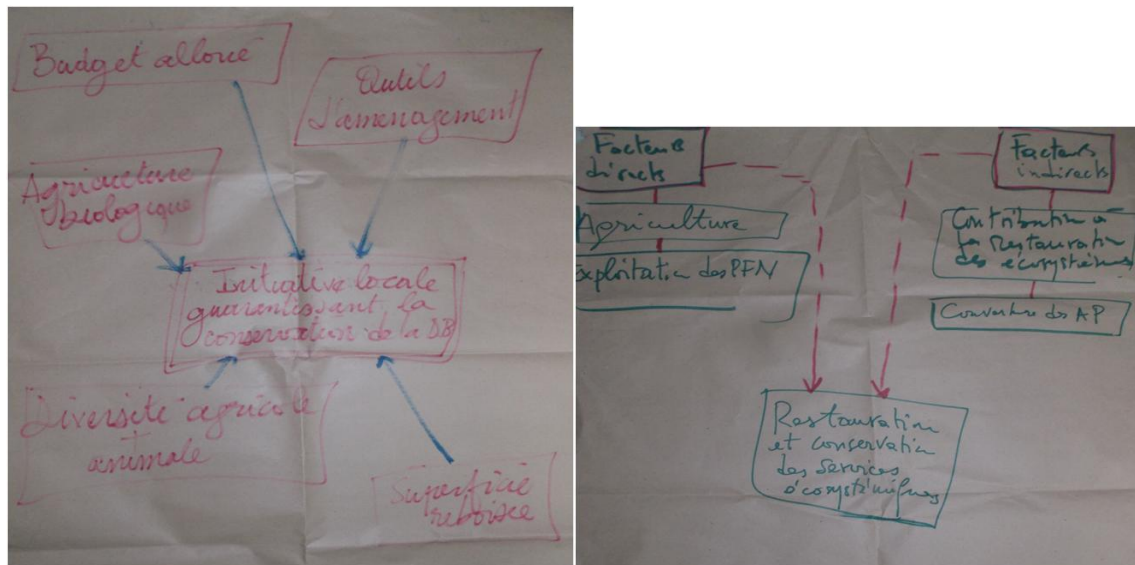 Budget alloué
Outils
d'aménagement
Agriculture
biologique
Initiative locale
guarantissant la
conservation de la DB
Diversité agricole
animale
Superficie
reboisée
Facteurs
directs
Agriculture
Exploitation des PFN
Facteurs
indirects
Contribution à
la Restauration
des écosystèmes
Couverture des AP
Restauration
et conservation
des services
écosystémiques